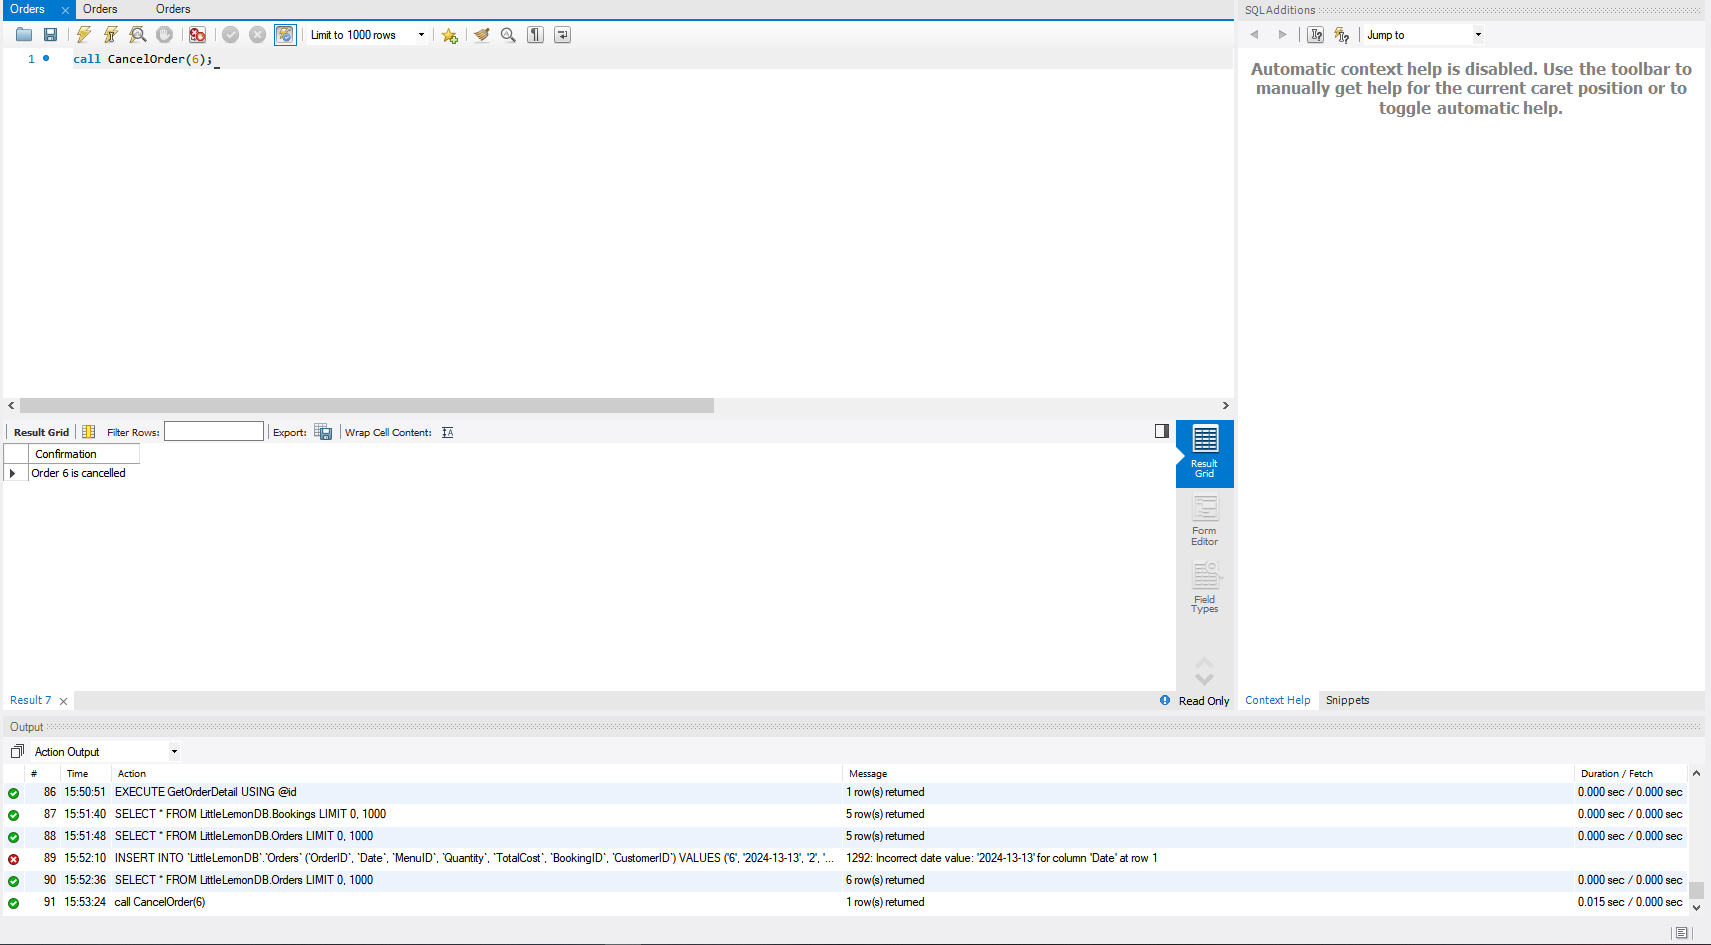 Orders
Orders
Orders
SQLAdditions
Limit to 1000 rows
Jump to
1
call CancelOrder(6);
Automatic context help is disabled. Use the toolbar to
manually get help for the current caret position or to
toggle automatic help.
Result Grid
Filter Rows:
Export:
Wrap Cell Content:
Confirmation
Order 6 is cancelled
Result
Grid
Form
Editor
Field
Types
Result 7
Read Only
Context Help
Snippets
Output
Action Output
# Time Action Message Duration / Fetch
86 15:50:51 EXECUTE GetOrderDetail USING @id 1 row(s) returned 0.000 sec / 0.000 sec
87 15:51:40 SELECT * FROM LittleLemonDB.Bookings LIMIT 0, 1000 5 row(s) returned 0.000 sec / 0.000 sec
88 15:51:48 SELECT * FROM LittleLemonDB.Orders LIMIT 0, 1000 5 row(s) returned 0.000 sec / 0.000 sec
89 15:52:10 INSERT INTO `LittleLemonDB`.`Orders` (`OrderID`, `Date`, `MenuID`, `Quantity`, `TotalCost`, `BookingID`, `CustomerID`) VALUES ('6', '2024-13-13', '2', '... 1292: Incorrect date value: '2024-13-13' for column 'Date' at row 1
90 15:52:36 SELECT * FROM LittleLemonDB.Orders LIMIT 0, 1000 6 row(s) returned 0.000 sec / 0.000 sec
91 15:53:24 call CancelOrder(6) 1 row(s) returned 0.015 sec / 0.000 sec